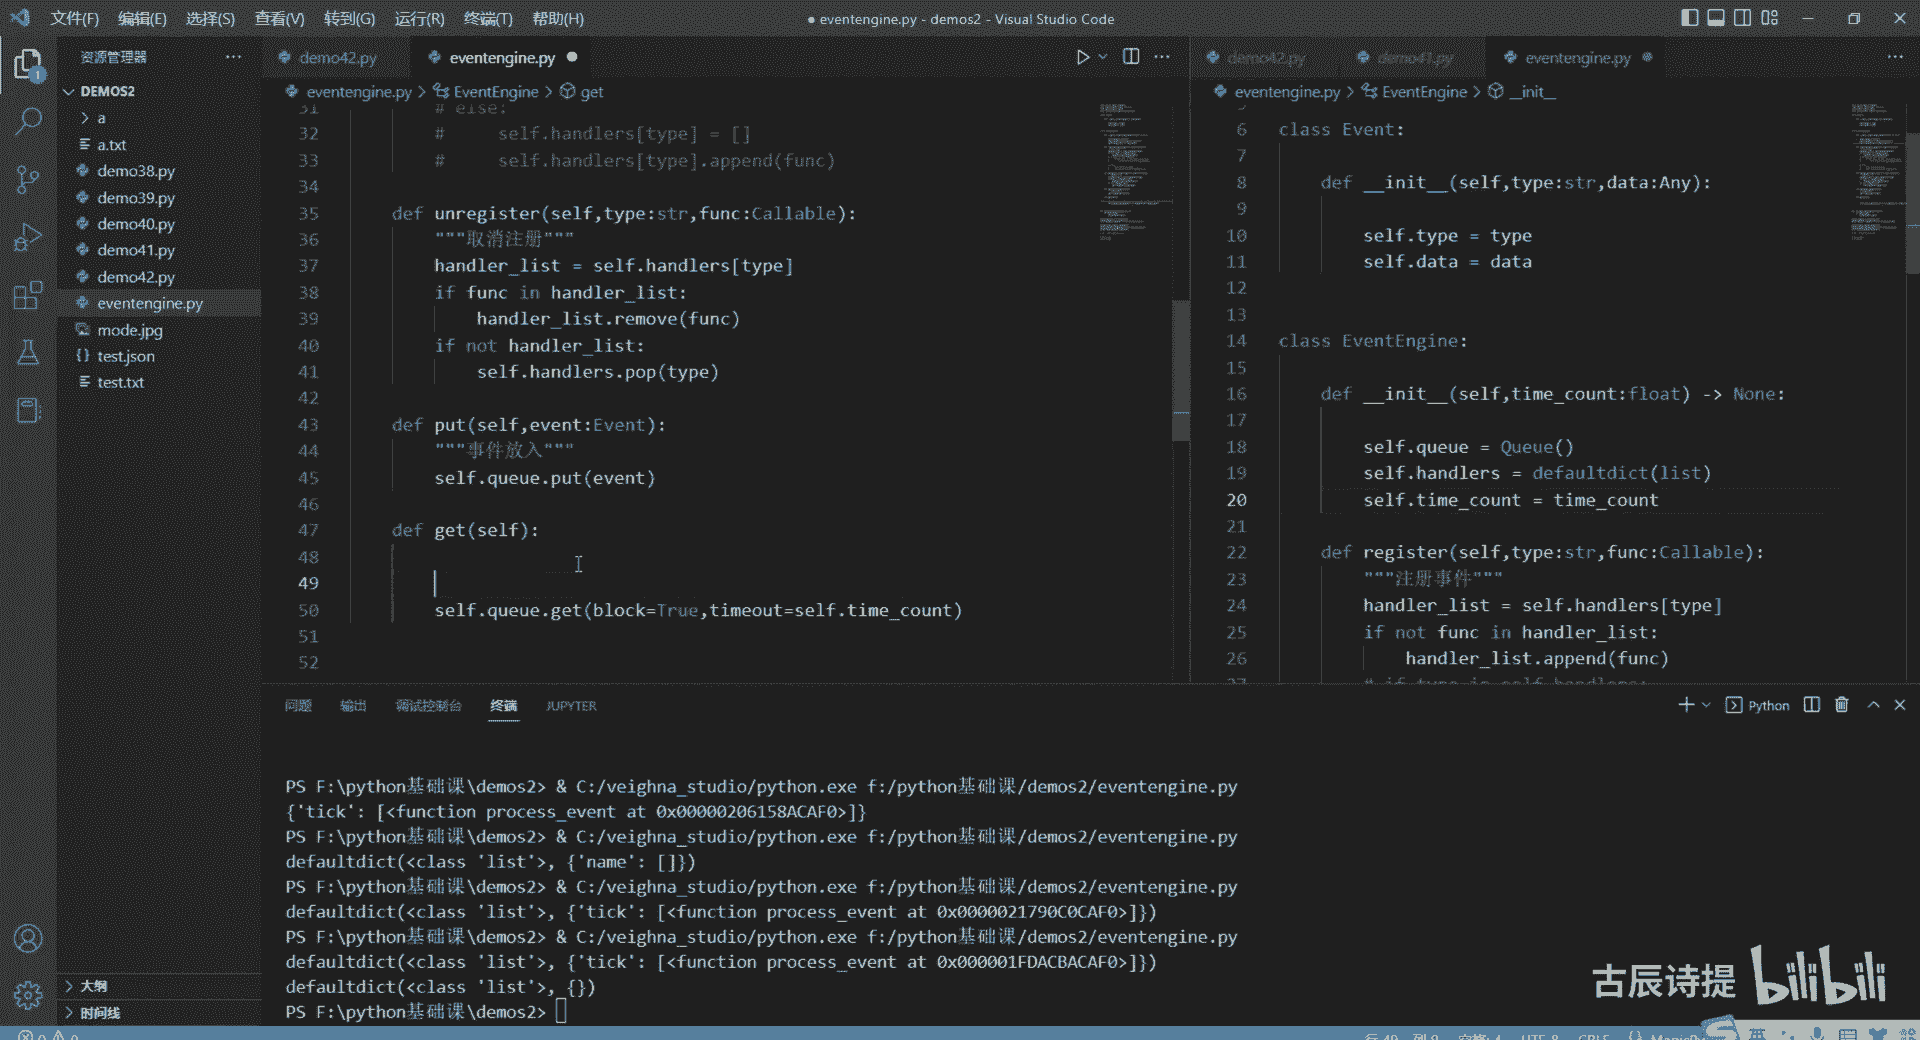 文件(F) 编辑(E) 选择(S) 查看(V) 转到(G) 运行(R) 终端(T) 帮助(H)
● eventengine.py - demos2 - Visual Studio Code
资源管理器
DEMOS2
a
a.txt
demo38.py
demo39.py
demo40.py
demo41.py
demo42.py
eventengine.py
mode.jpg
test.json
test.txt
大纲
时间线
1
demo42.py
eventengine.py
eventengine.py > EventEngine > get
31 # else:
32 # self.handlers[type] = []
33 # self.handlers[type].append(func)
34
35 def unregister(self,type:str,func:Callable):
36 """取消注册"""
37 handler_list = self.handlers[type]
38 if func in handler_list:
39 handler_list.remove(func)
40 if not handler_list:
41 self.handlers.pop(type)
42
43 def put(self,event:Event):
44 """事件放入"""
45 self.queue.put(event)
46
47 def get(self):
48
49
50 self.queue.get(block=True,timeout=self.time_count)
51
52
demo42.py
demo41.py
eventengine.py
eventengine.py > EventEngine > __init__
6 class Event:
7
8 def __init__(self,type:str,data:Any):
9
10 self.type = type
11 self.data = data
12
13
14 class EventEngine:
15
16 def __init__(self,time_count:float) -> None:
17
18 self.queue = Queue()
19 self.handlers = defaultdict(list)
20 self.time_count = time_count
21
22 def register(self,type:str,func:Callable):
23 """注册事件"""
24 handler_list = self.handlers[type]
25 if not func in handler_list:
26 handler_list.append(func)
27 # if type in self.handlers:
问题 输出 调试控制台 终端 JUPYTER
Python
PS F:\python基础课\demos2> & C:/veighna_studio/python.exe f:/python基础课/demos2/eventengine.py
{'tick': [<function process_event at 0x00000206158ACAF0>]}
PS F:\python基础课\demos2> & C:/veighna_studio/python.exe f:/python基础课/demos2/eventengine.py
defaultdict(<class 'list'>, {'name': []})
PS F:\python基础课\demos2> & C:/veighna_studio/python.exe f:/python基础课/demos2/eventengine.py
defaultdict(<class 'list'>, {'tick': [<function process_event at 0x0000021790C0CAF0>]})
PS F:\python基础课\demos2> & C:/veighna_studio/python.exe f:/python基础课/demos2/eventengine.py
defaultdict(<class 'list'>, {'tick': [<function process_event at 0x000001FDACBACAF0>]})
defaultdict(<class 'list'>, {})
PS F:\python基础课\demos2>
古辰诗提 bilibili